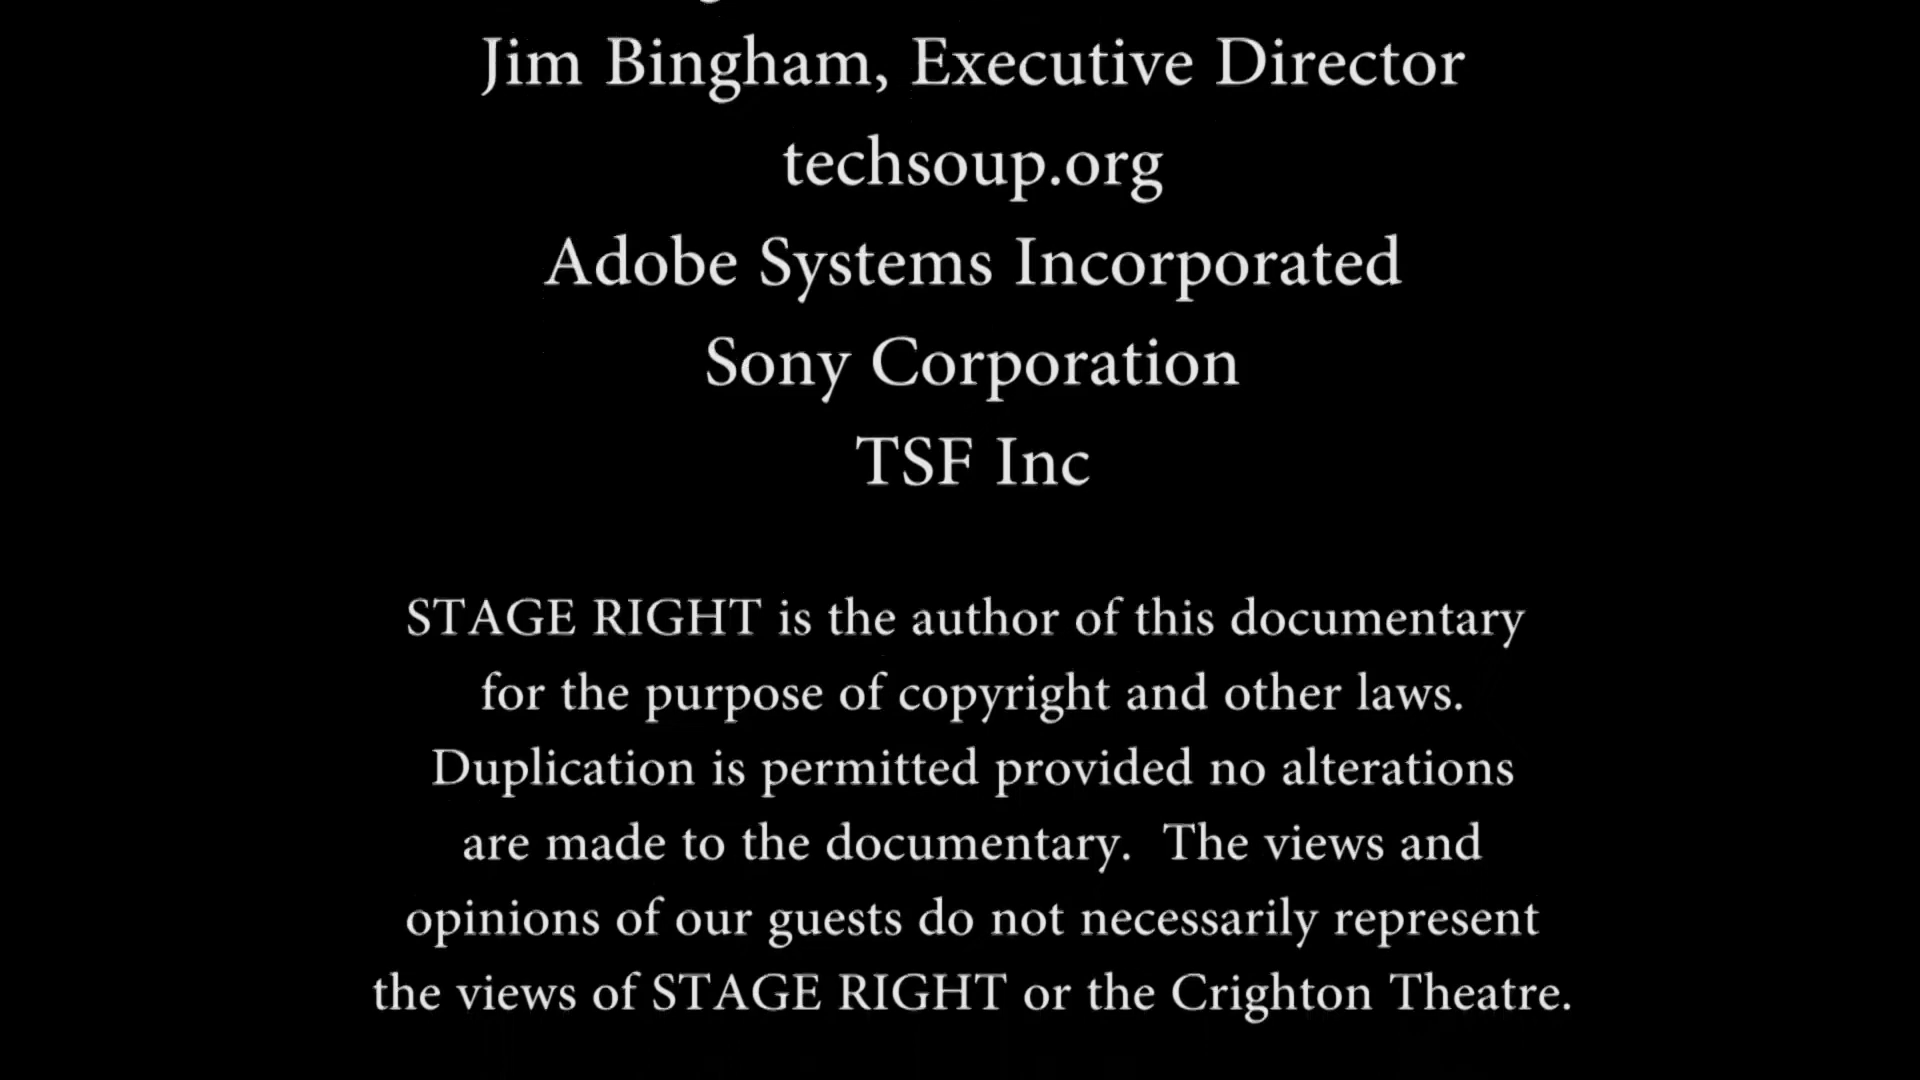 Jim Bingham, Executive Director
techsoup.org
Adobe Systems Incorporated
Sony Corporation
TSF Inc
STAGE RIGHT is the author of this documentary
for the purpose of copyright and other laws.
Duplication is permitted provided no alterations
are made to the documentary.  The views and
opinions of our guests do not necessarily represent
the views of STAGE RIGHT or the Crighton Theatre.